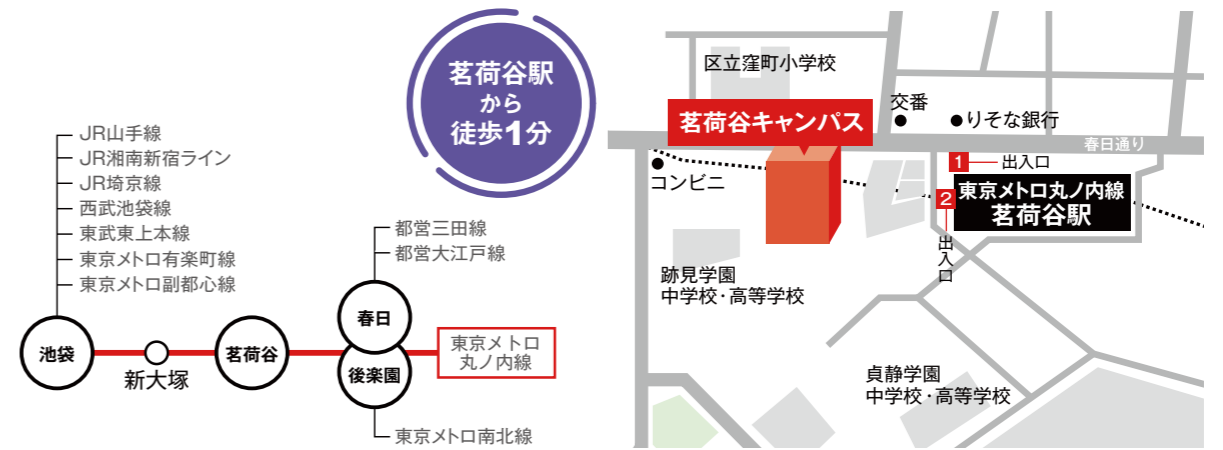 茗荷谷駅
から
徒歩1分
JR山手線
JR湘南新宿ライン
JR埼京線
西武池袋線
東武東上本線
東京メトロ有楽町線
東京メトロ副都心線
都営三田線
都営大江戸線
池袋
新大塚
茗荷谷
春日
後楽園
東京メトロ
丸ノ内線
東京メトロ南北線
区立窪町小学校
茗荷谷キャンパス
交番
りそな銀行
春日通り
コンビニ
1
出入口
2
出入口
東京メトロ丸ノ内線
茗荷谷駅
跡見学園
中学校・高等学校
貞静学園
中学校・高等学校